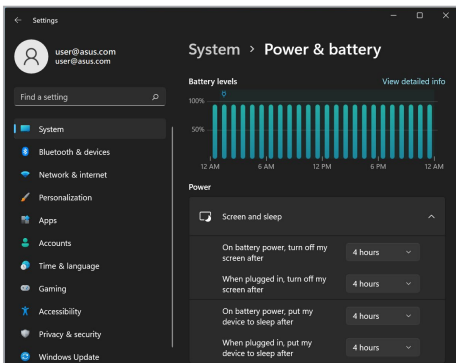 Settings
user@asus.com
user@asus.com
Find a setting
System
Bluetooth & devices
Network & internet
Personalization
Apps
Accounts
Time & language
Gaming
Accessibility
Privacy & security
Windows Update
System > Power & battery
Battery levels
View detailed info
100%
50%
12 AM
6 AM
12 PM
6 PM
12 AM
Power
Screen and sleep
On battery power, turn off my
screen after
4 hours
When plugged in, turn off my
screen after
4 hours
On battery power, put my
device to sleep after
4 hours
When plugged in, put my
device to sleep after
4 hours